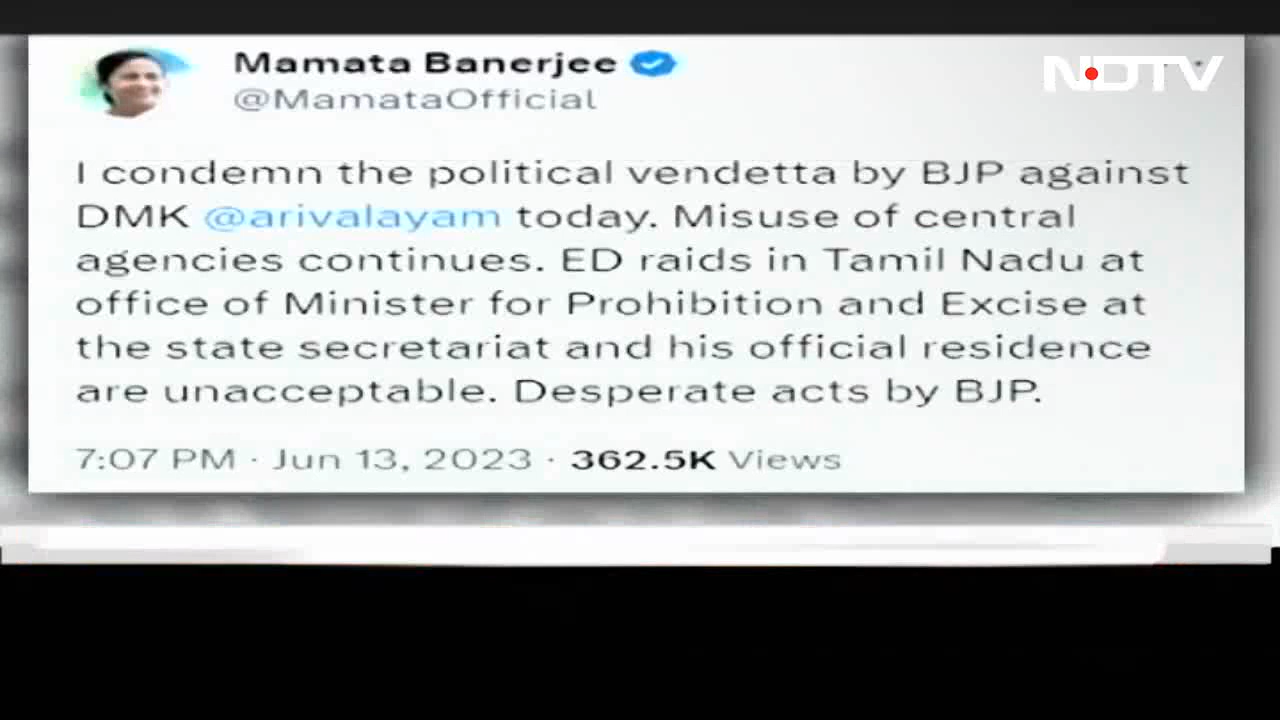 Mamata Banerjee
NDTV
@MamataOfficial
I condemn the political vendetta by BJP against
DMK @arivalayam today. Misuse of central
agencies continues. ED raids in Tamil Nadu at
office of Minister for Prohibition and Excise at
the state secretariat and his official residence
are unacceptable. Desperate acts by BJP.
7:07 PM · Jun 13, 2023 · 362.5K Views